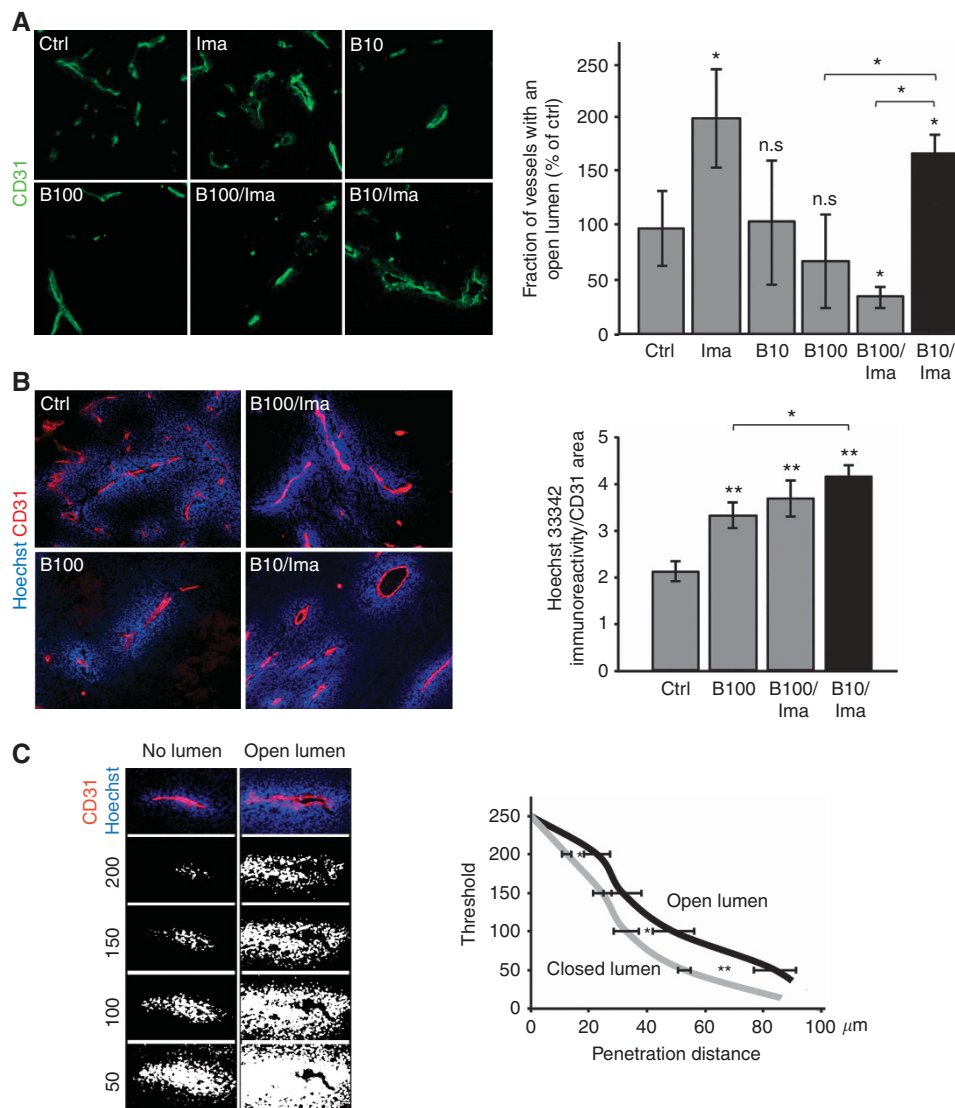 A
Ctrl
Ima
B10
B100
B100/Ima
B10/Ima
CD31
Fraction of vessels with an
open lumen (% of ctrl)
250
200
150
100
50
0
*
n.s
n.s
*
*
*
*
Ctrl
Ima
B10
B100
B100/
Ima
B10/
Ima
B
Ctrl
B100/Ima
B100
B10/Ima
Hoechst CD31
Hoechst 33342
immunoreactivity/CD31 area
5
4
3
2
1
0
*
**
**
**
Ctrl
B100
B100/
Ima
B10/
Ima
C
No lumen
Open lumen
CD31
Hoechst
200
150
100
50
Threshold
250
200
150
100
50
0
*
Open lumen
*
Closed lumen
**
0
20
40
60
80
100
μm
Penetration distance